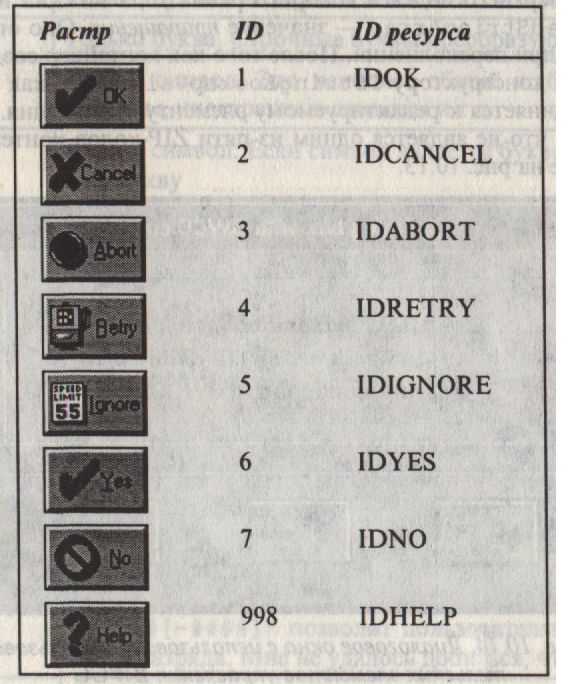 Растр ID ID ресурса
OK 1 IDOK
Cancel 2 IDCANCEL
Abort 3 IDABORT
Retry 4 IDRETRY
SPEED LIMIT 55 Ignore 5 IDIGNORE
Yes 6 IDYES
No 7 IDNO
? Help 998 IDHELP